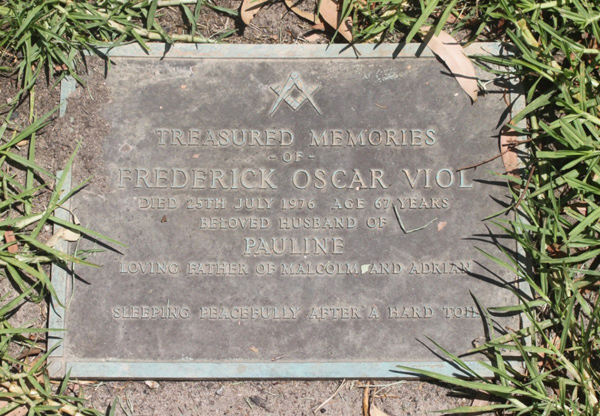 TREASURED MEMORIES
- OF -
FREDERICK OSCAR VIOL
DIED 25TH JULY 1976 AGE 67 YEARS
BELOVED HUSBAND OF
PAULINE
LOVING FATHER OF MALCOLM AND ADRIAN
SLEEPING PEACEFULLY AFTER A HARD TOIL